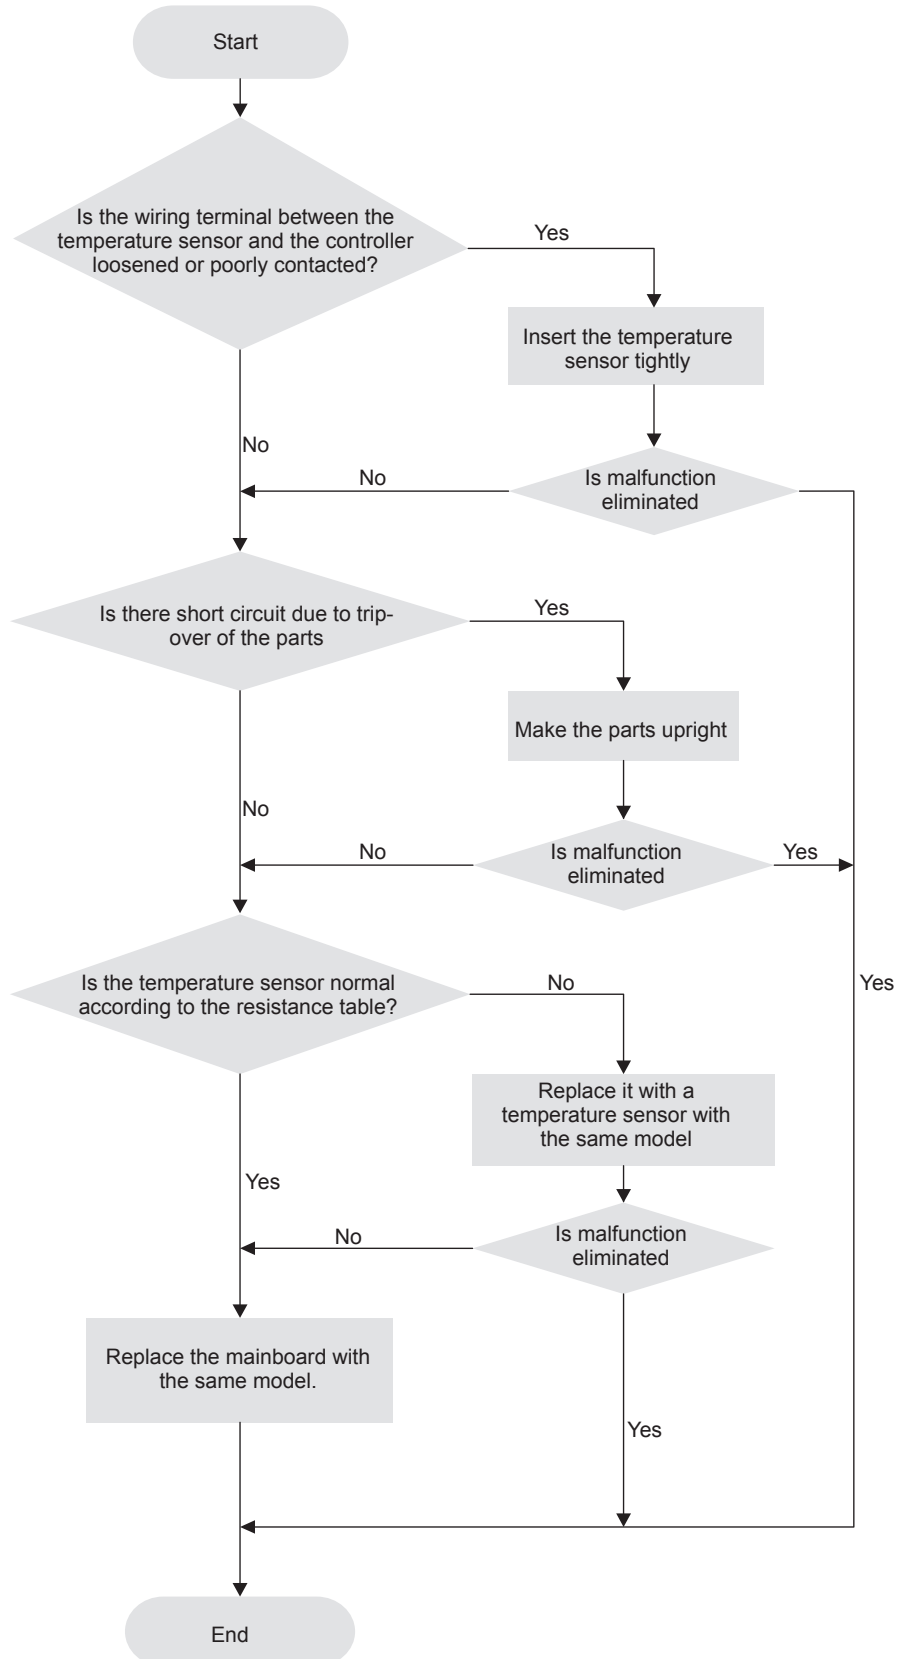 Start
Is the wiring terminal between the
temperature sensor and the controller
loosened or poorly contacted?
Yes
Insert the temperature
sensor tightly
No
No
Is malfunction
eliminated
Is there short circuit due to trip-
over of the parts
Yes
Make the parts upright
No
No
Is malfunction
eliminated
Yes
Is the temperature sensor normal
according to the resistance table?
No
Yes
Replace it with a
temperature sensor with
the same model
Yes
No
Is malfunction
eliminated
Replace the mainboard with
the same model.
Yes
End